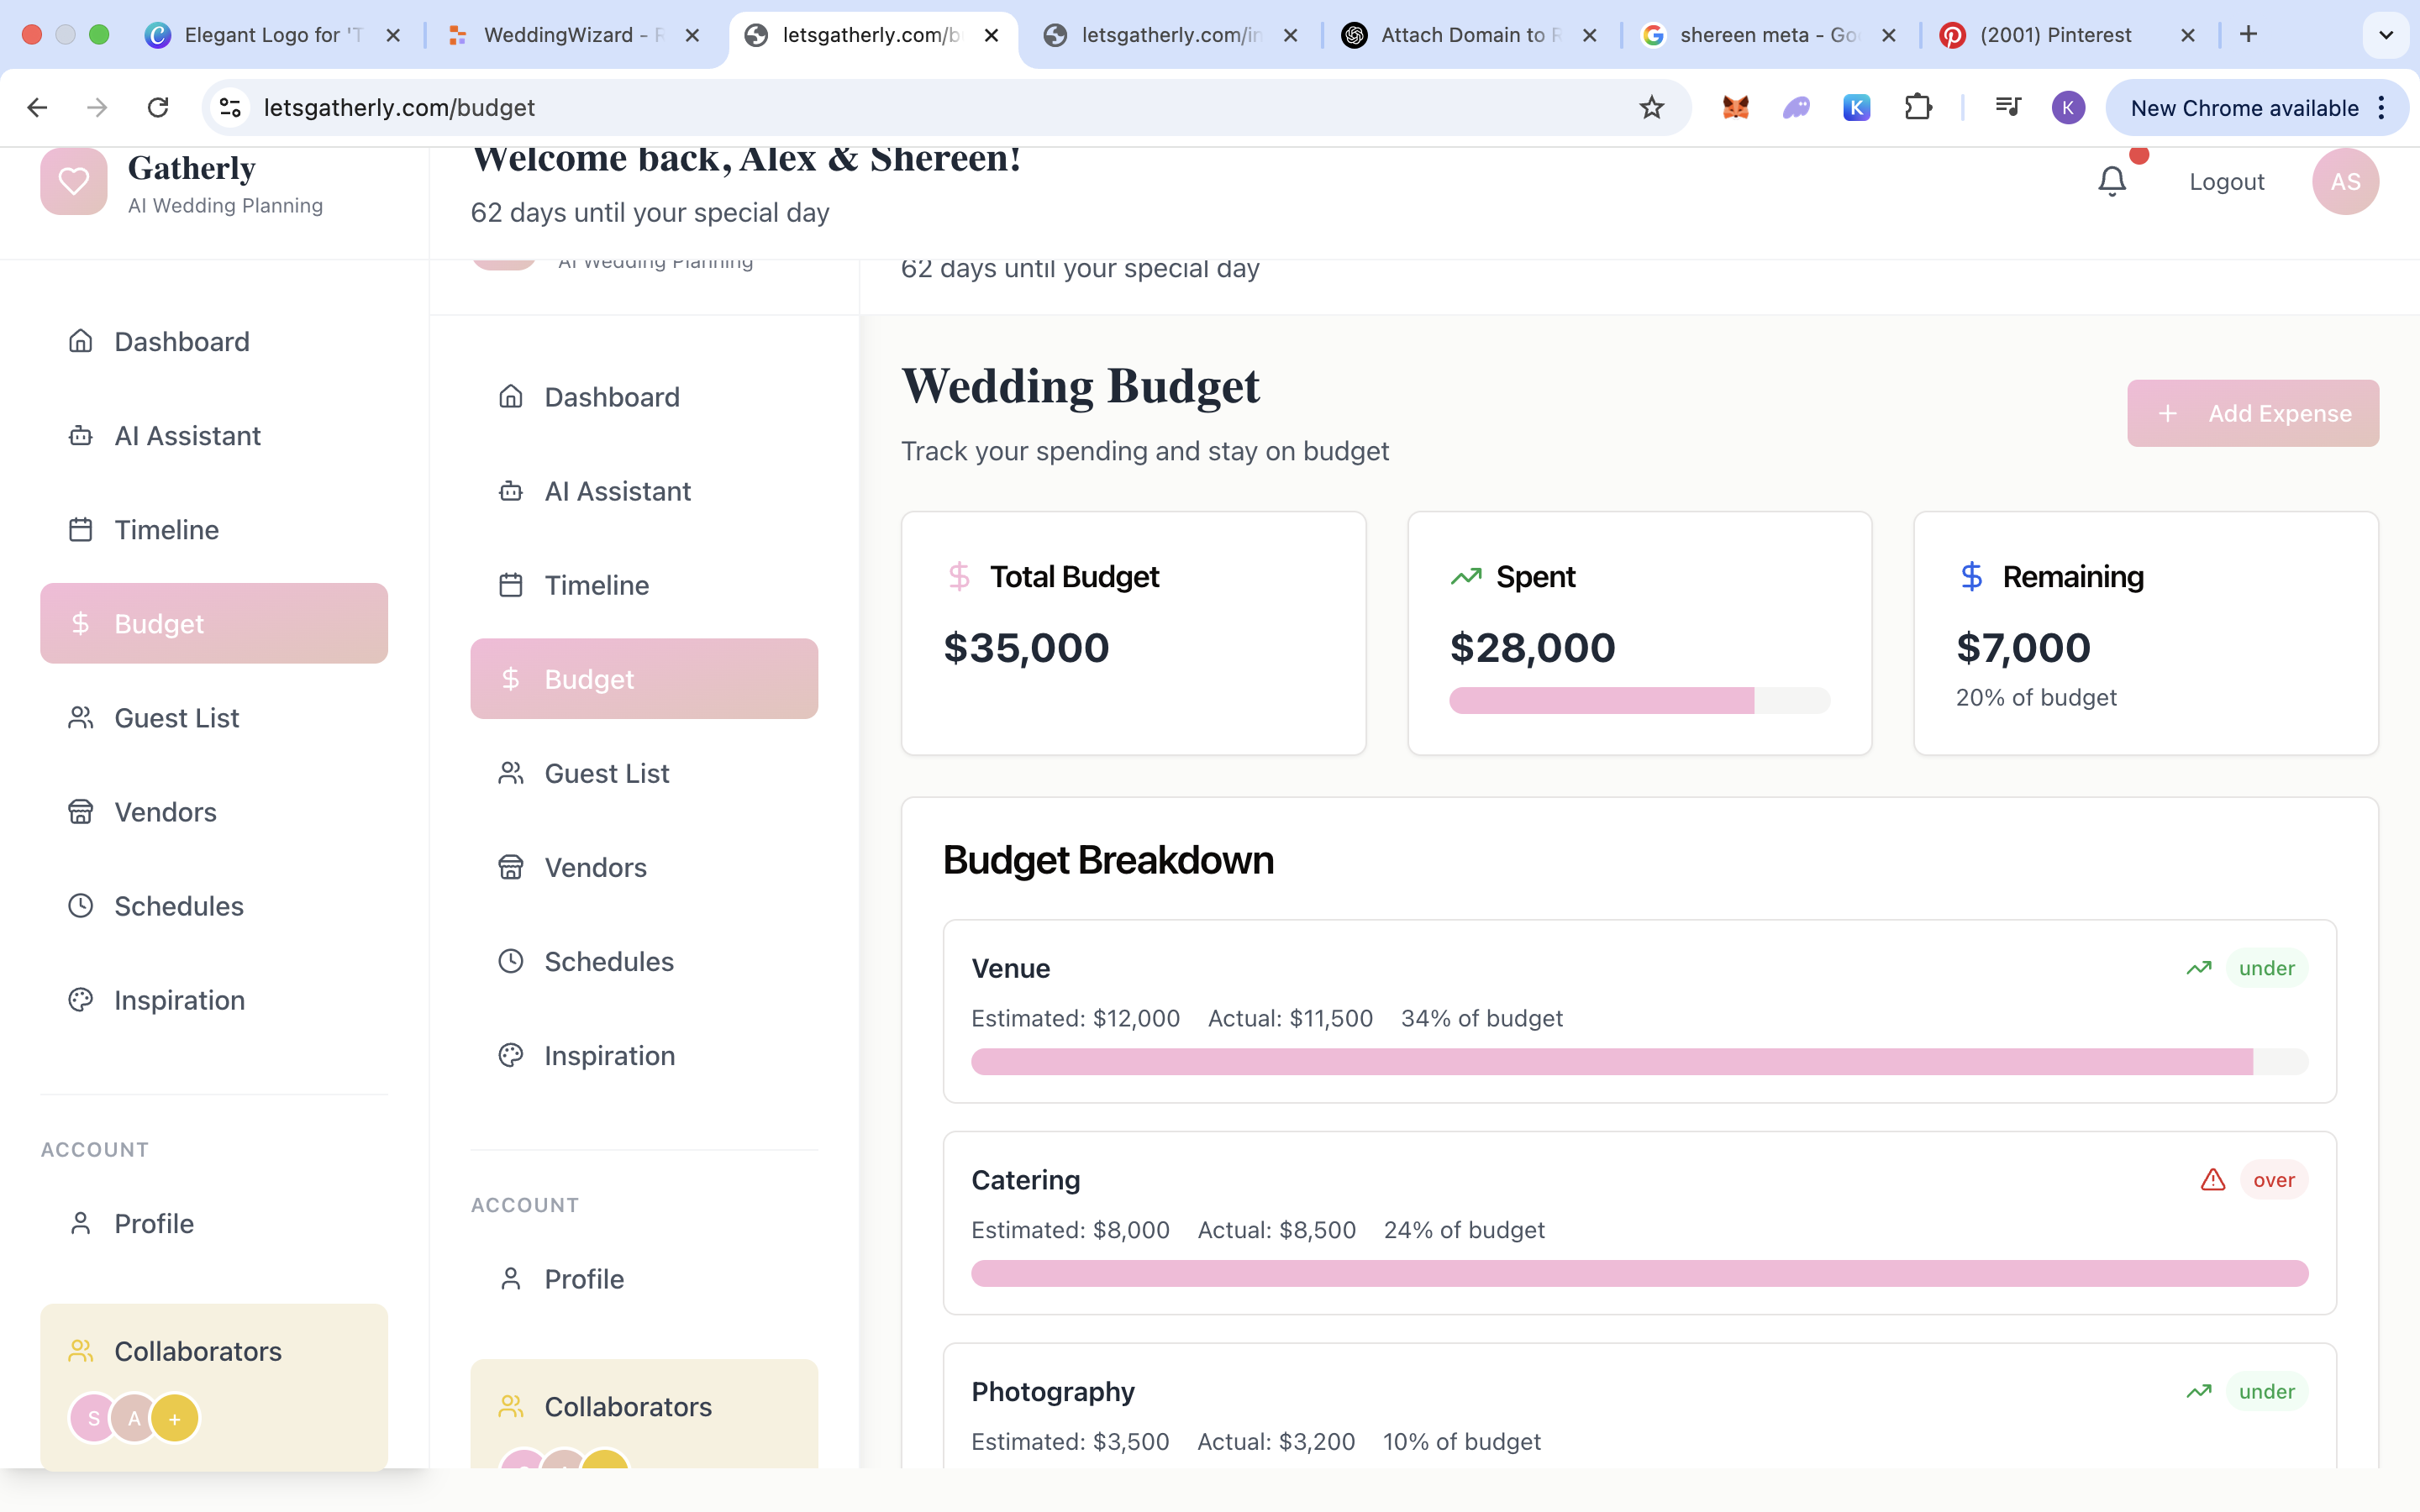 Elegant Logo for 'T
WeddingWizard - R
letsgatherly.com/b
letsgatherly.com/in
Attach Domain to R
shereen meta - Go
(2001) Pinterest
letsgatherly.com/budget
K
K
New Chrome available
Gatherly
AI Wedding Planning
Welcome back, Alex & Shereen!
62 days until your special day
Logout
AS
Dashboard
AI Assistant
Timeline
Budget
Guest List
Vendors
Schedules
Inspiration
ACCOUNT
Profile
Collaborators
S A +
AI Wedding Planning
62 days until your special day
Dashboard
AI Assistant
Timeline
Budget
Guest List
Vendors
Schedules
Inspiration
ACCOUNT
Profile
Collaborators
Wedding Budget
Track your spending and stay on budget
+ Add Expense
Total Budget
$35,000
Spent
$28,000
Remaining
$7,000
20% of budget
Budget Breakdown
Venue
under
Estimated: $12,000 Actual: $11,500 34% of budget
Catering
over
Estimated: $8,000 Actual: $8,500 24% of budget
Photography
under
Estimated: $3,500 Actual: $3,200 10% of budget